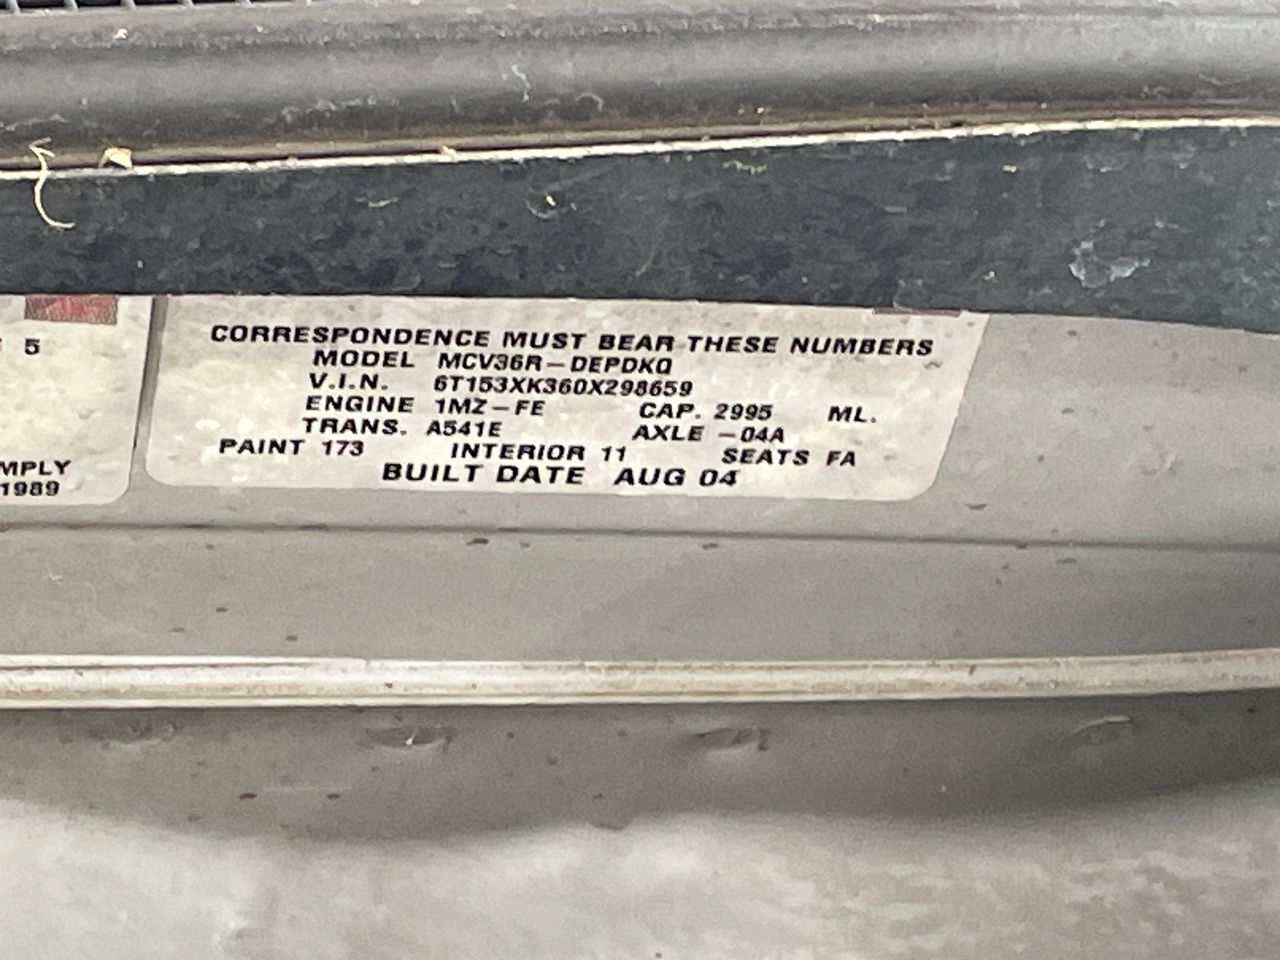 5
MPLY
1989
CORRESPONDENCE MUST BEAR THESE NUMBERS
MODEL MCV36R-DEPDKQ
V.I.N. 6T153XK360X298659
ENGINE 1MZ-FE CAP. 2995 ML.
TRANS. A541E AXLE -04A
PAINT 173 INTERIOR 11 SEATS FA
BUILT DATE AUG 04